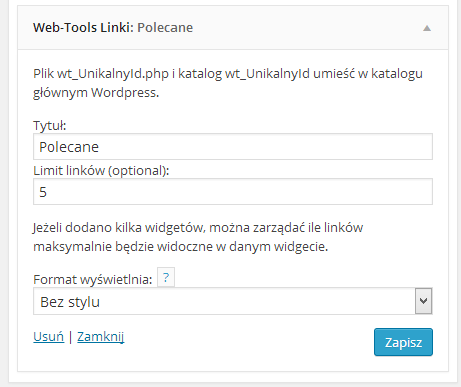 Web-Tools Linki: Polecane
Plik wt_UnikalnyId.php i katalog wt_UnikalnyId umieść w katalogu
głównym Wordpress.
Tytuł:
Polecane
Limit linków (optional):
5
Jeżeli dodano kilka widgetów, można zarządać ile linków
maksymalnie będzie widoczne w danym widgecie.
Format wyświetlnia: ?
Bez stylu
Usuń | Zamknij
Zapisz